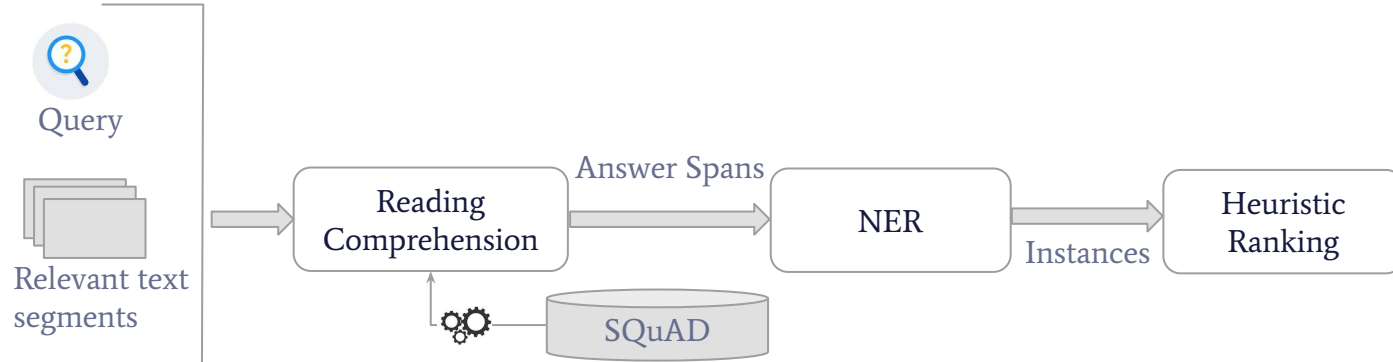 ?
Query
Relevant text
segments
Reading
Comprehension
Answer Spans
NER
Instances
Heuristic
Ranking
SQuAD